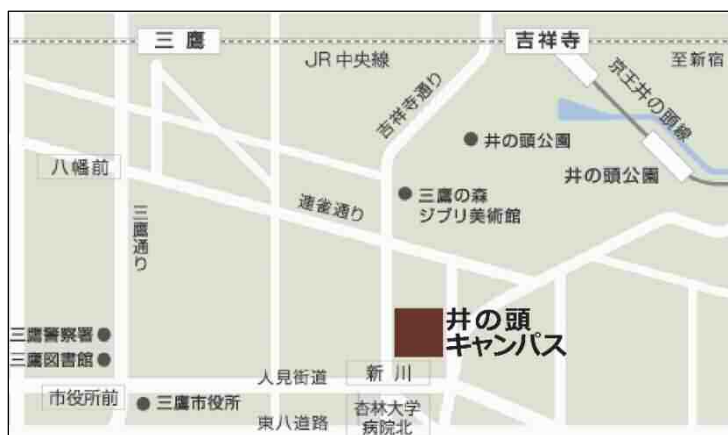 三鷹
吉祥寺
JR中央線
至新宿
吉祥寺通り
京王井の頭線
井の頭公園
井の頭公園
八幡前
三鷹の森
ジブリ美術館
連雀通り
三鷹通り
井の頭
キャンパス
三鷹警察署
三鷹図書館
人見街道
新川
市役所前
三鷹市役所
東八道路
杏林大学
病院北